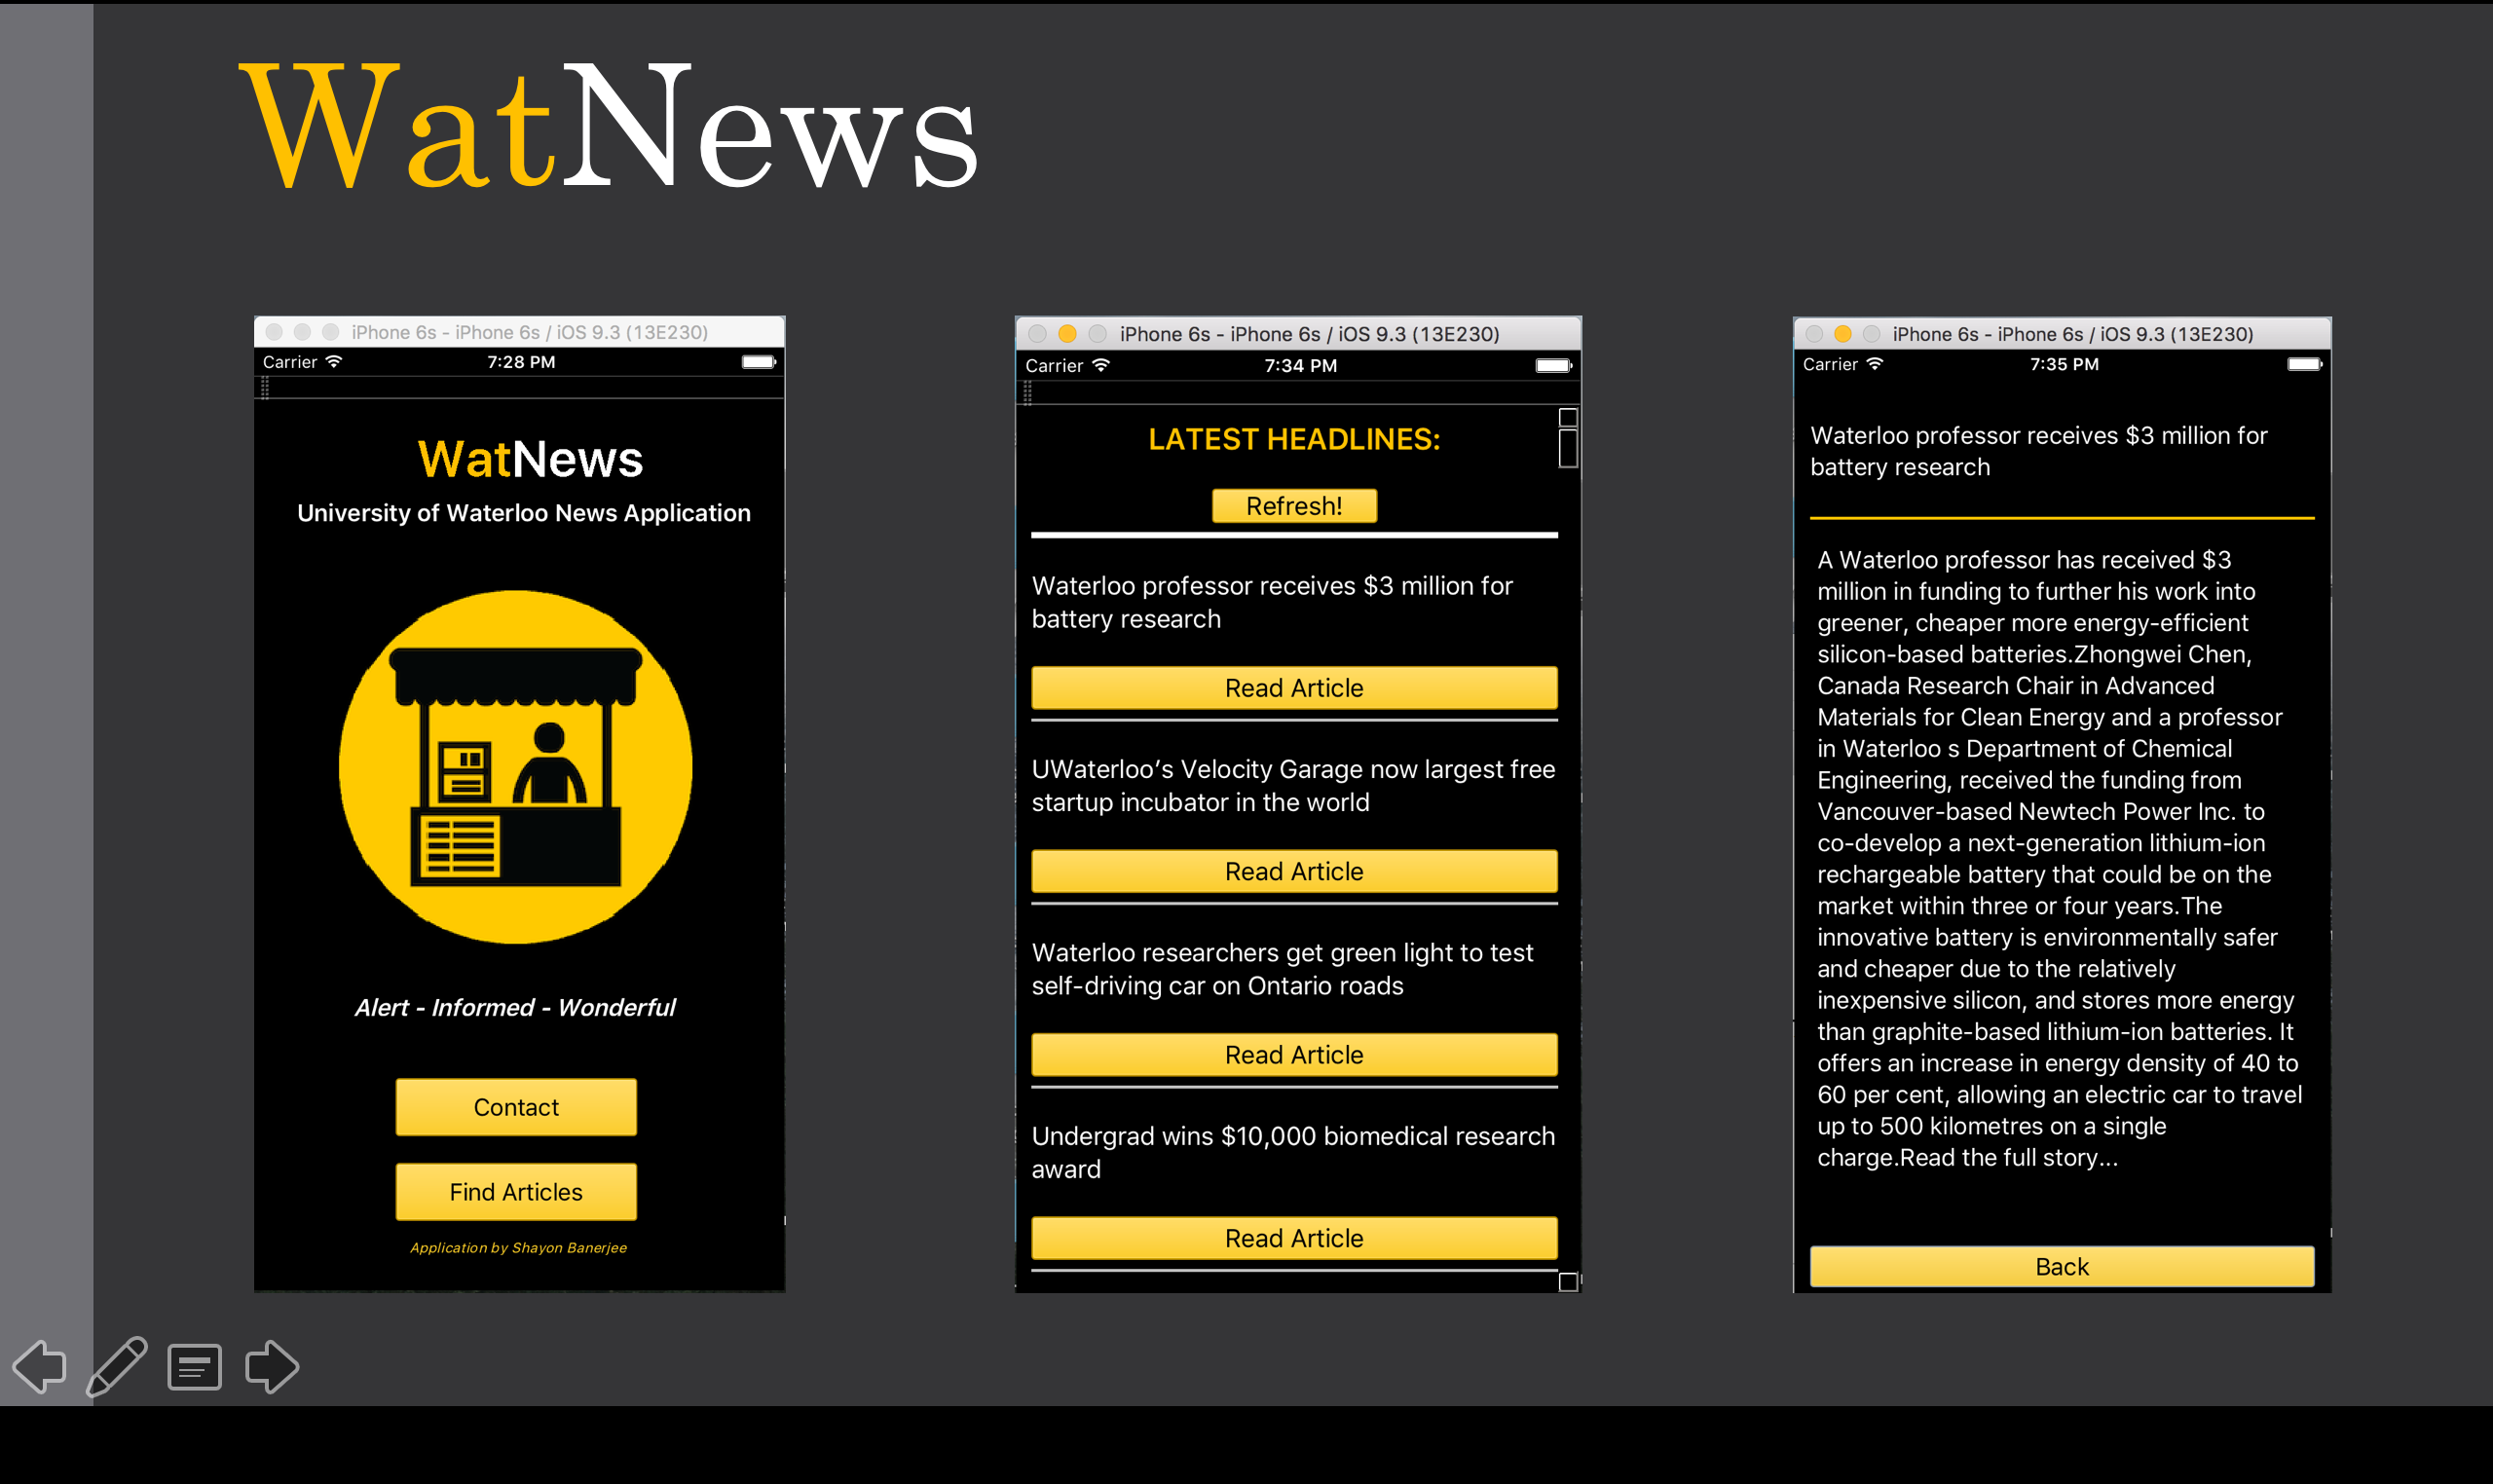 WatNews
iPhone 6s - iPhone 6s / iOS 9.3 (13E230)
Carrier 7:28 PM
WatNews
University of Waterloo News Application
Alert - Informed - Wonderful
Contact
Find Articles
Application by Shayon Banerjee
iPhone 6s - iPhone 6s / iOS 9.3 (13E230)
Carrier 7:34 PM
LATEST HEADLINES:
Refresh!
Waterloo professor receives $3 million for
battery research
Read Article
UWaterloo’s Velocity Garage now largest free
startup incubator in the world
Read Article
Waterloo researchers get green light to test
self-driving car on Ontario roads
Read Article
Undergrad wins $10,000 biomedical research
award
Read Article
iPhone 6s - iPhone 6s / iOS 9.3 (13E230)
Carrier 7:35 PM
Waterloo professor receives $3 million for
battery research
A Waterloo professor has received $3
million in funding to further his work into
greener, cheaper more energy-efficient
silicon-based batteries.Zhongwei Chen,
Canada Research Chair in Advanced
Materials for Clean Energy and a professor
in Waterloo s Department of Chemical
Engineering, received the funding from
Vancouver-based Newtech Power Inc. to
co-develop a next-generation lithium-ion
rechargeable battery that could be on the
market within three or four years.The
innovative battery is environmentally safer
and cheaper due to the relatively
inexpensive silicon, and stores more energy
than graphite-based lithium-ion batteries. It
offers an increase in energy density of 40 to
60 per cent, allowing an electric car to travel
up to 500 kilometres on a single
charge.Read the full story...
Back